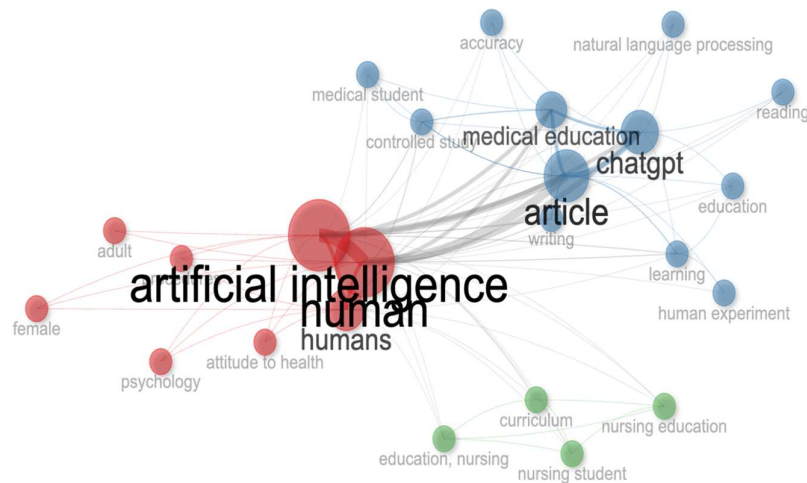 accuracy
natural language processing
medical student
reading
controlled study
medical education
chatgpt
article
education
writing
adult
learning
artificial intelligence
human
human experiment
female
humans
attitude to health
psychology
curriculum
nursing education
education, nursing
nursing student